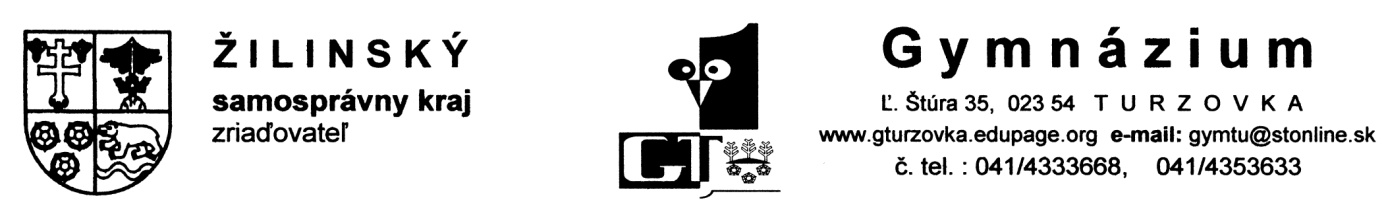 ŽILINSKÝ
samosprávny kraj
zriaďovateľ
GT
Gymnázium
Ľ. Štúra 35, 023 54 TURZOVKA
www.gturzovka.edupage.org e-mail: gymtu@stonline.sk
č. tel. : 041/4333668, 041/4353633